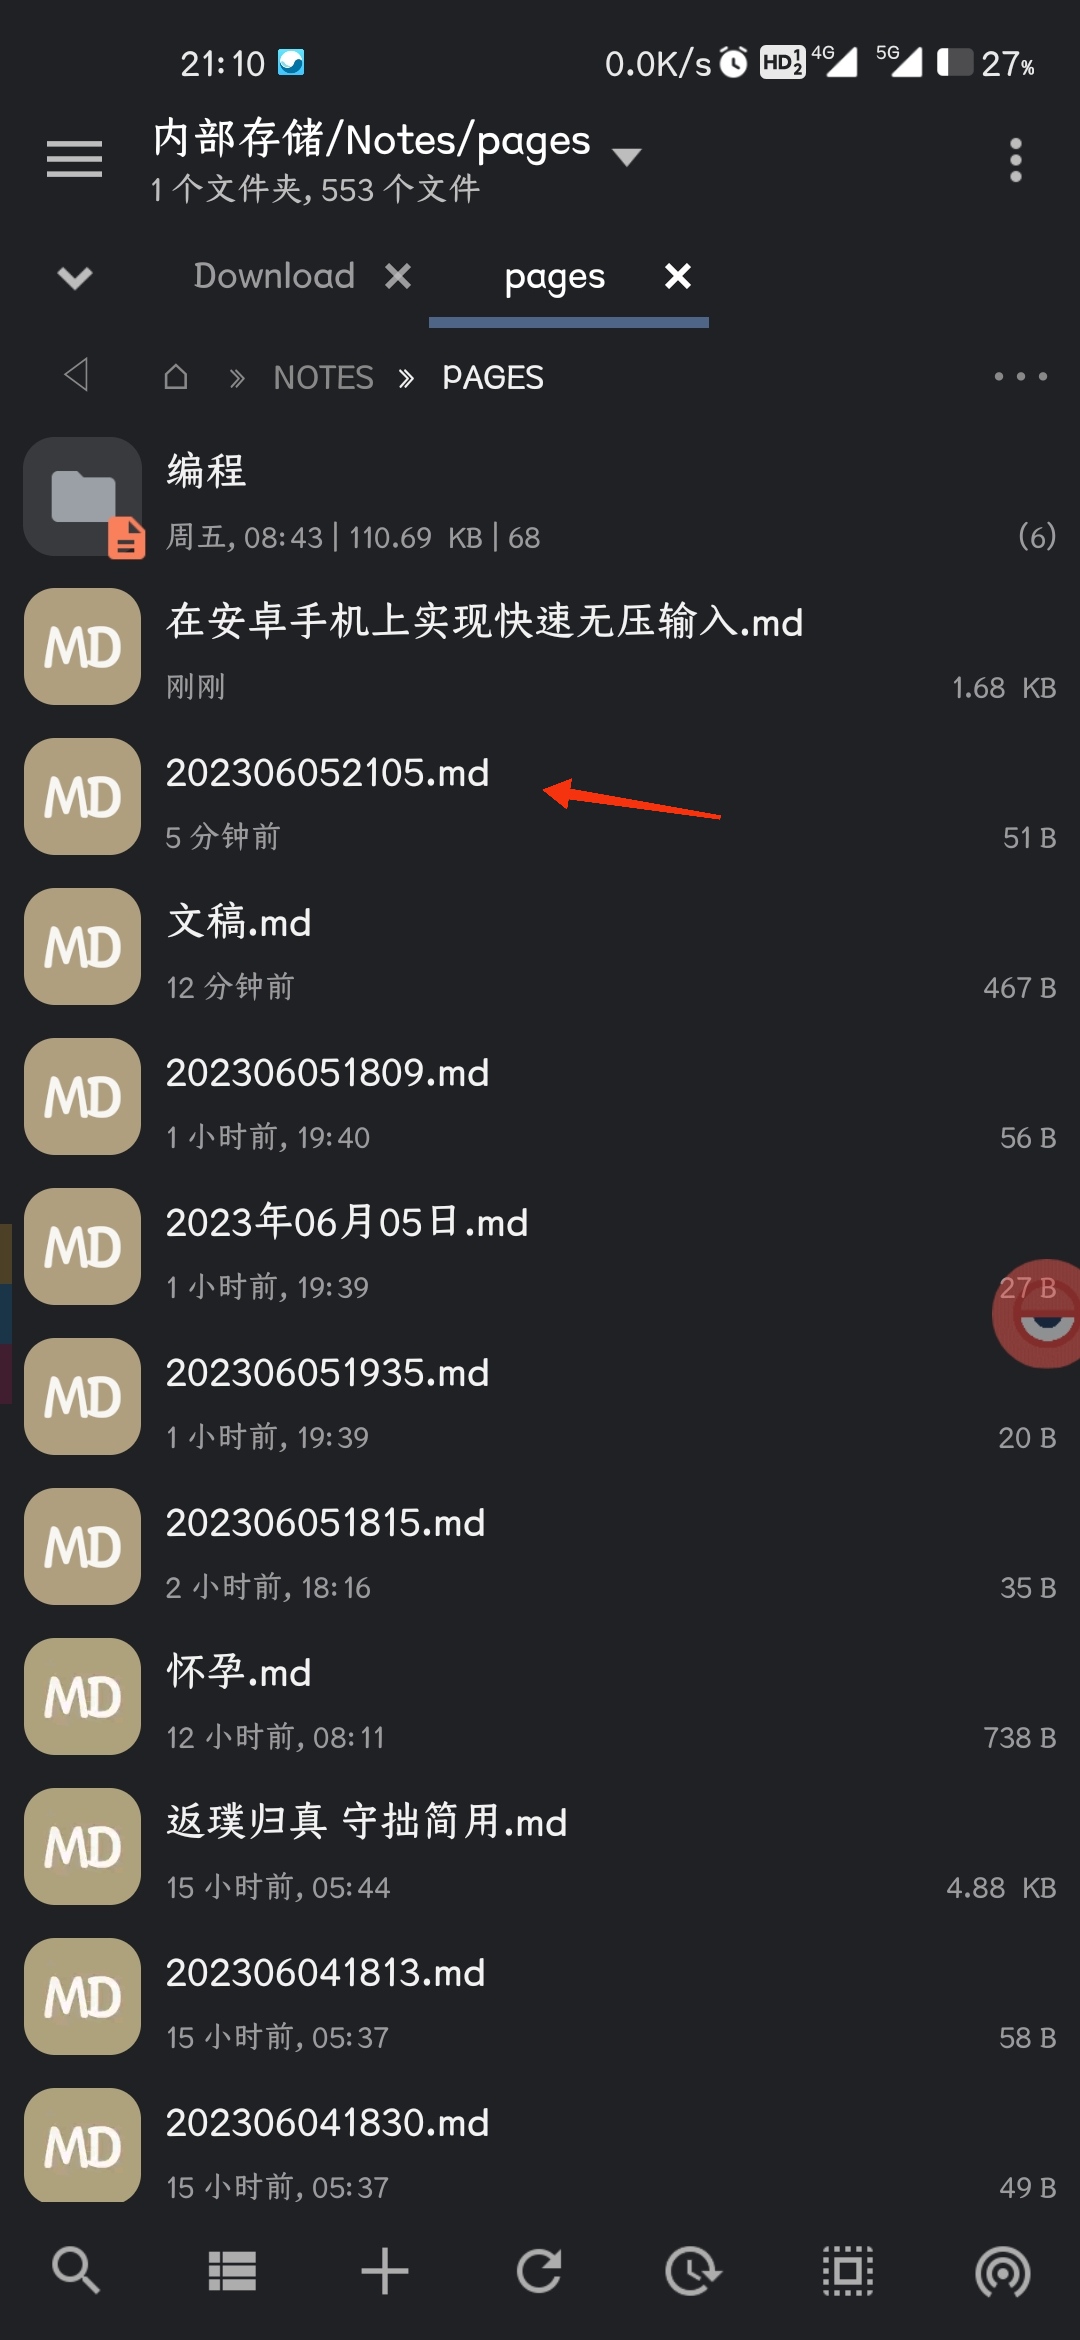 21:10
0.0K/s HD 1 2 4G 5G 27%
内部存储/Notes/pages
1 个文件夹, 553 个文件
Download pages
NOTES » PAGES
编程
周五, 08:43 | 110.69 KB | 68 (6)
MD 在安卓手机上实现快速无压输入.md
刚刚 1.68 KB
MD 202306052105.md
5 分钟前 51 B
MD 文稿.md
12 分钟前 467 B
MD 202306051809.md
1 小时前, 19:40 56 B
MD 2023年06月05日.md
1 小时前, 19:39 27 B
MD 202306051935.md
1 小时前, 19:39 20 B
MD 202306051815.md
2 小时前, 18:16 35 B
MD 怀孕.md
12 小时前, 08:11 738 B
MD 返璞归真 守拙简用.md
15 小时前, 05:44 4.88 KB
MD 202306041813.md
15 小时前, 05:37 58 B
MD 202306041830.md
15 小时前, 05:37 49 B